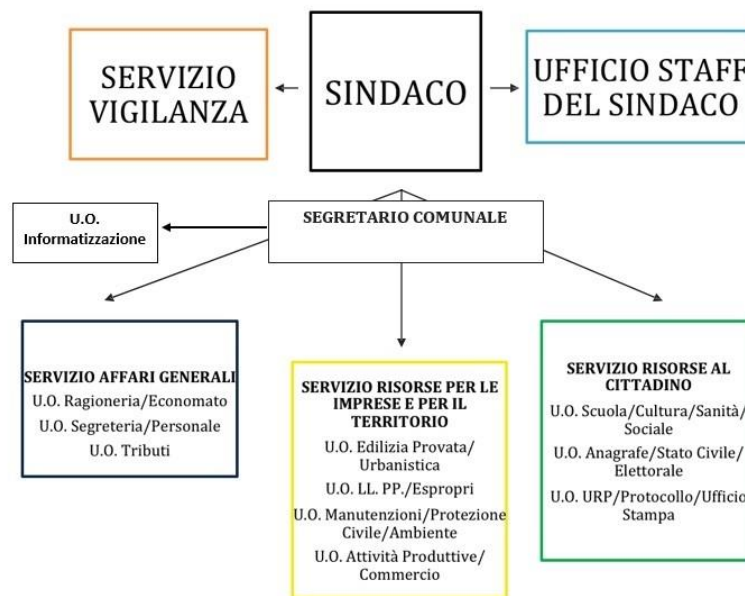 SERVIZIO
VIGILANZA
SINDACO
UFFICIO STAFF
DEL SINDACO
U.O.
Informatizzazione
SEGRETARIO COMUNALE
SERVIZIO AFFARI GENERALI
U.O. Ragioneria/Economato
U.O. Segreteria/Personale
U.O. Tributi
SERVIZIO RISORSE PER LE
IMPRESE E PER IL
TERRITORIO
U.O. Edilizia Provata/
Urbanistica
U.O. LL. PP./Espropri
U.O. Manutenzioni/Protezione
Civile/Ambiente
U.O. Attività Produttive/
Commercio
SERVIZIO RISORSE AL
CITTADINO
U.O. Scuola/Cultura/Sanità/
Sociale
U.O. Anagrafe/Stato Civile/
Elettorale
U.O. URP/Protocollo/Ufficio
Stampa